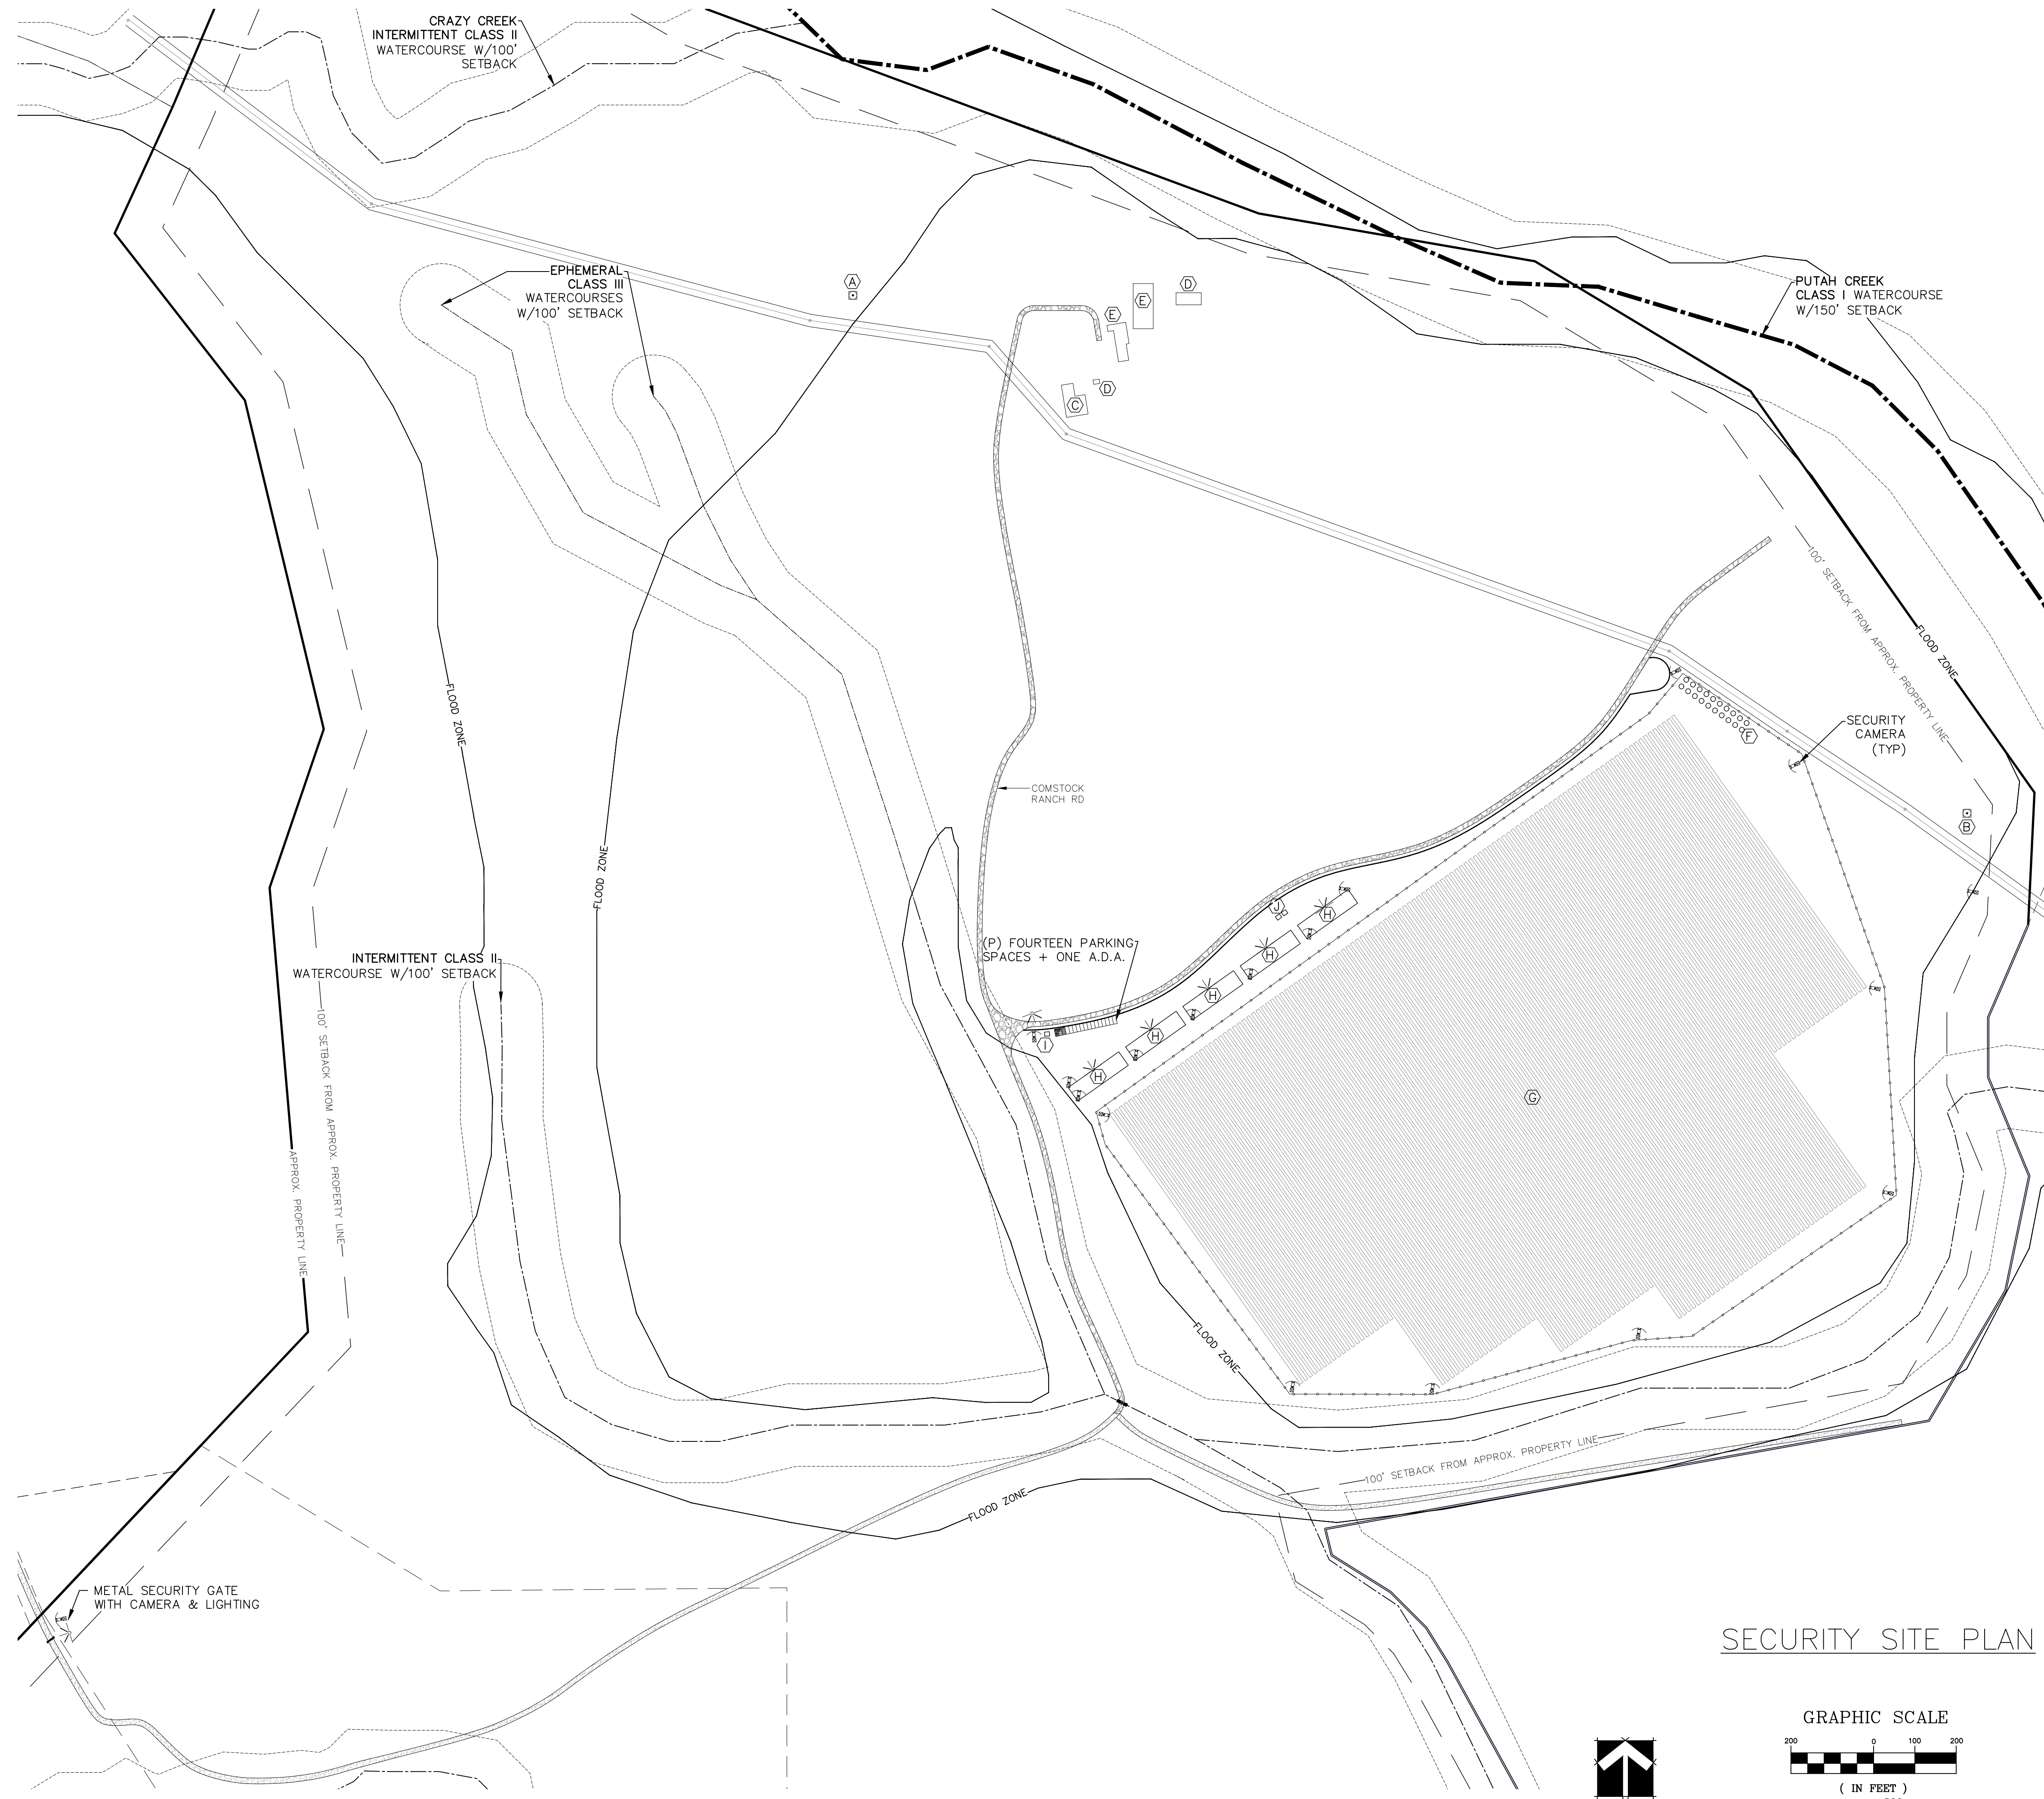 CRAZY CREEK
INTERMITTENT CLASS II
WATERCOURSE W/100'
SETBACK
EPHEMERAL
CLASS III
WATERCOURSES
W/100' SETBACK
A
E
E
D
D
C
PUTAH CREEK
CLASS I WATERCOURSE
W/150' SETBACK
100' SETBACK FROM APPROX. PROPERTY LINE
FLOOD ZONE
FLOOD ZONE
FLOOD ZONE
SECURITY
CAMERA
(TYP)
F
B
COMSTOCK
RANCH RD
(P) FOURTEEN PARKING
SPACES + ONE A.D.A.
J
H
H
H
H
H
I
G
INTERMITTENT CLASS II
WATERCOURSE W/100' SETBACK
100' SETBACK FROM APPROX. PROPERTY LINE
APPROX. PROPERTY LINE
FLOOD ZONE
100' SETBACK FROM APPROX. PROPERTY LINE
FLOOD ZONE
METAL SECURITY GATE
WITH CAMERA & LIGHTING
SECURITY SITE PLAN
GRAPHIC SCALE
200 0 100 200
( IN FEET )